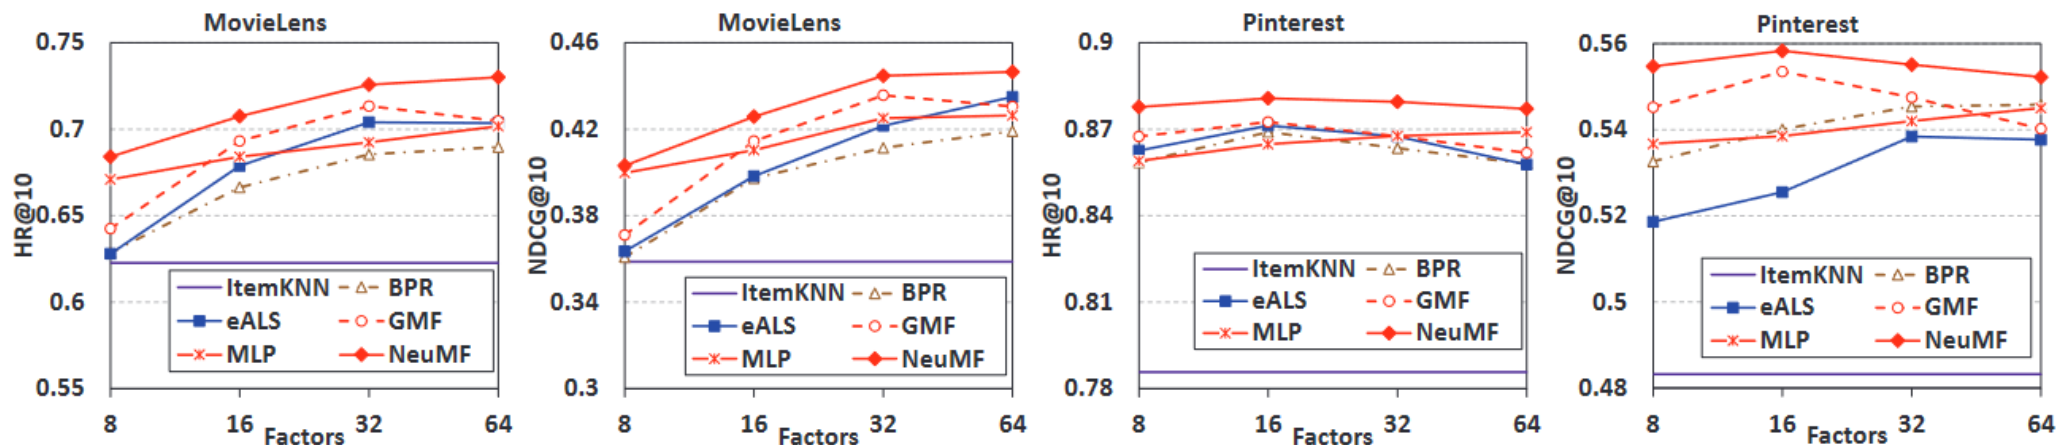 MovieLens
0.75
0.7
0.65
0.6
0.55
HR@10
ItemKNN BPR
eALS GMF
MLP NeuMF
8 16 32 64
Factors
MovieLens
0.46
0.42
0.38
0.34
0.3
NDCG@10
ItemKNN BPR
eALS GMF
MLP NeuMF
8 16 32 64
Factors
Pinterest
0.9
0.87
0.84
0.81
0.78
HR@10
ItemKNN BPR
eALS GMF
MLP NeuMF
8 16 32 64
Factors
Pinterest
0.56
0.54
0.52
0.5
0.48
NDCG@10
ItemKNN BPR
eALS GMF
MLP NeuMF
8 16 32 64
Factors